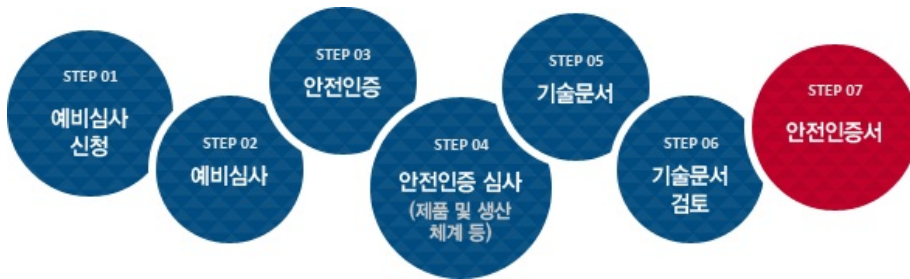 STEP 01
예비심사
신청
STEP 02
예비심사
STEP 03
안전인증
STEP 04
안전인증 심사
(제품 및 생산
체계 등)
STEP 05
기술문서
STEP 06
기술문서
검토
STEP 07
안전인증서